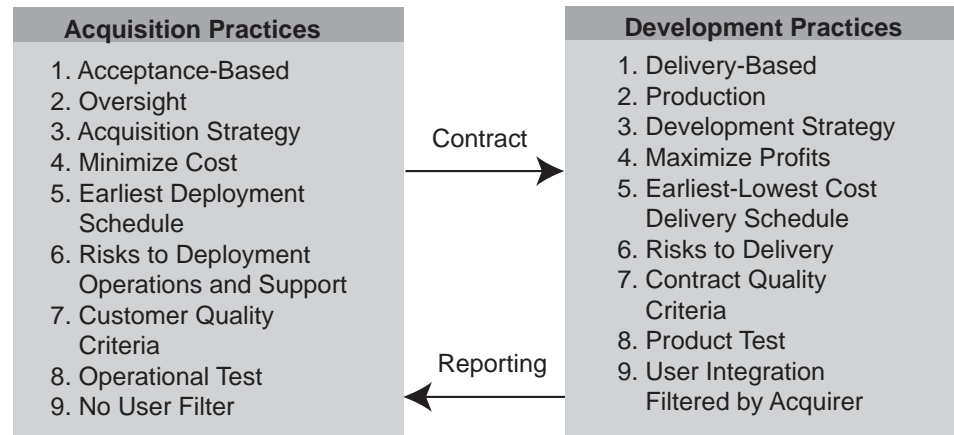 Acquisition Practices
1. Acceptance-Based
2. Oversight
3. Acquisition Strategy
4. Minimize Cost
5. Earliest Deployment
Schedule
6. Risks to Deployment
Operations and Support
7. Customer Quality
Criteria
8. Operational Test
9. No User Filter
Contract
Reporting
Development Practices
1. Delivery-Based
2. Production
3. Development Strategy
4. Maximize Profits
5. Earliest-Lowest Cost
Delivery Schedule
6. Risks to Delivery
7. Contract Quality
Criteria
8. Product Test
9. User Integration
Filtered by Acquirer